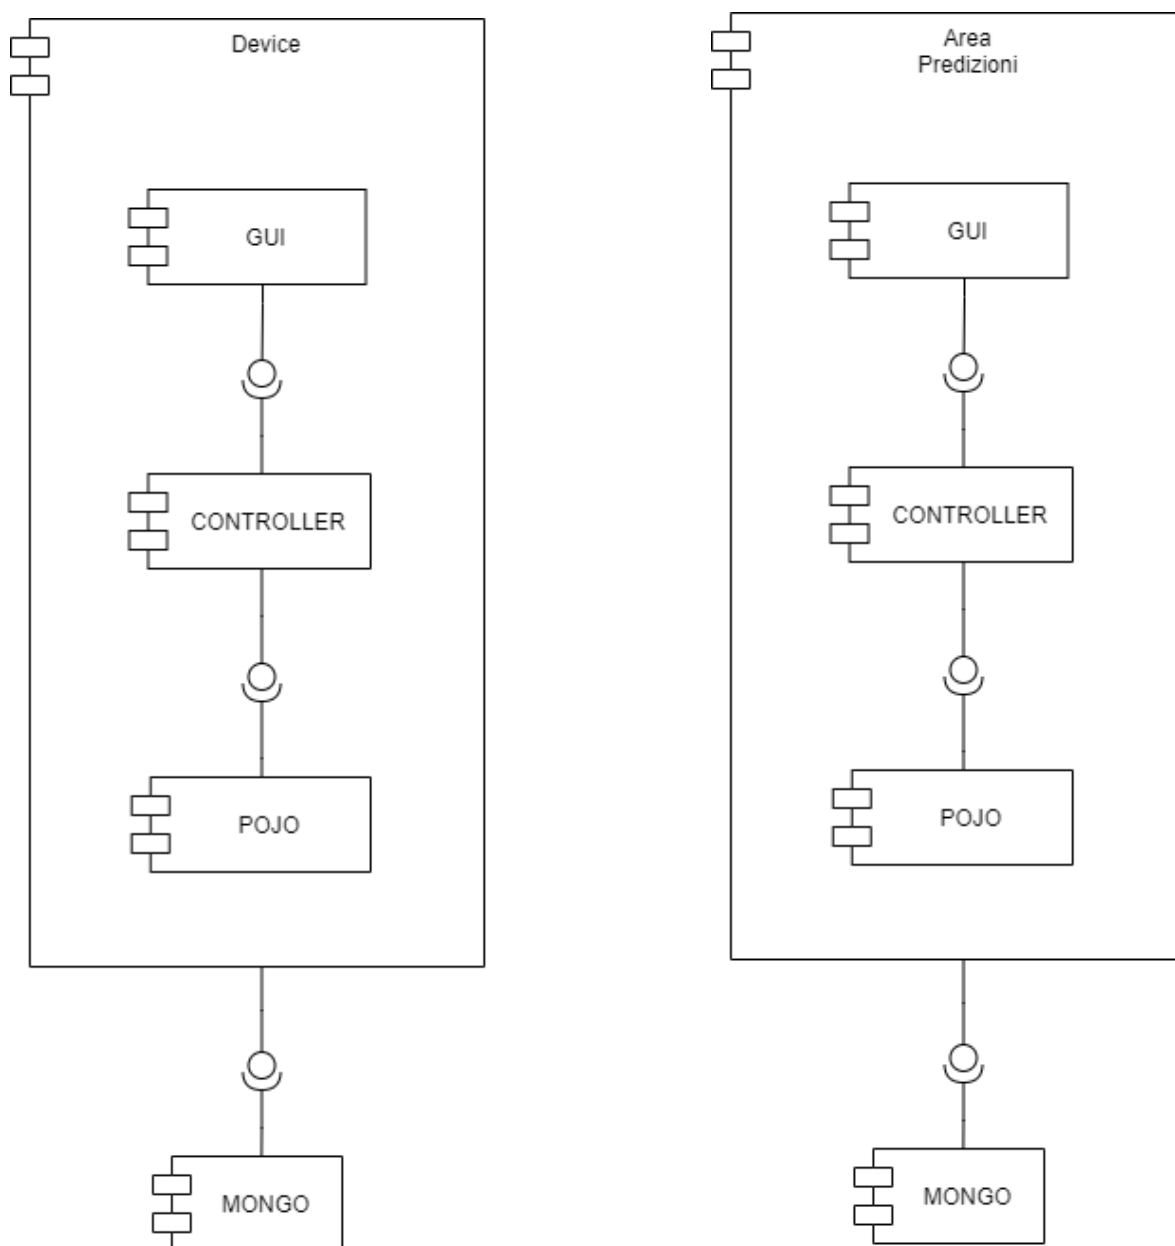 Device
GUI
CONTROLLER
POJO
MONGO
Area
Predizioni
GUI
CONTROLLER
POJO
MONGO